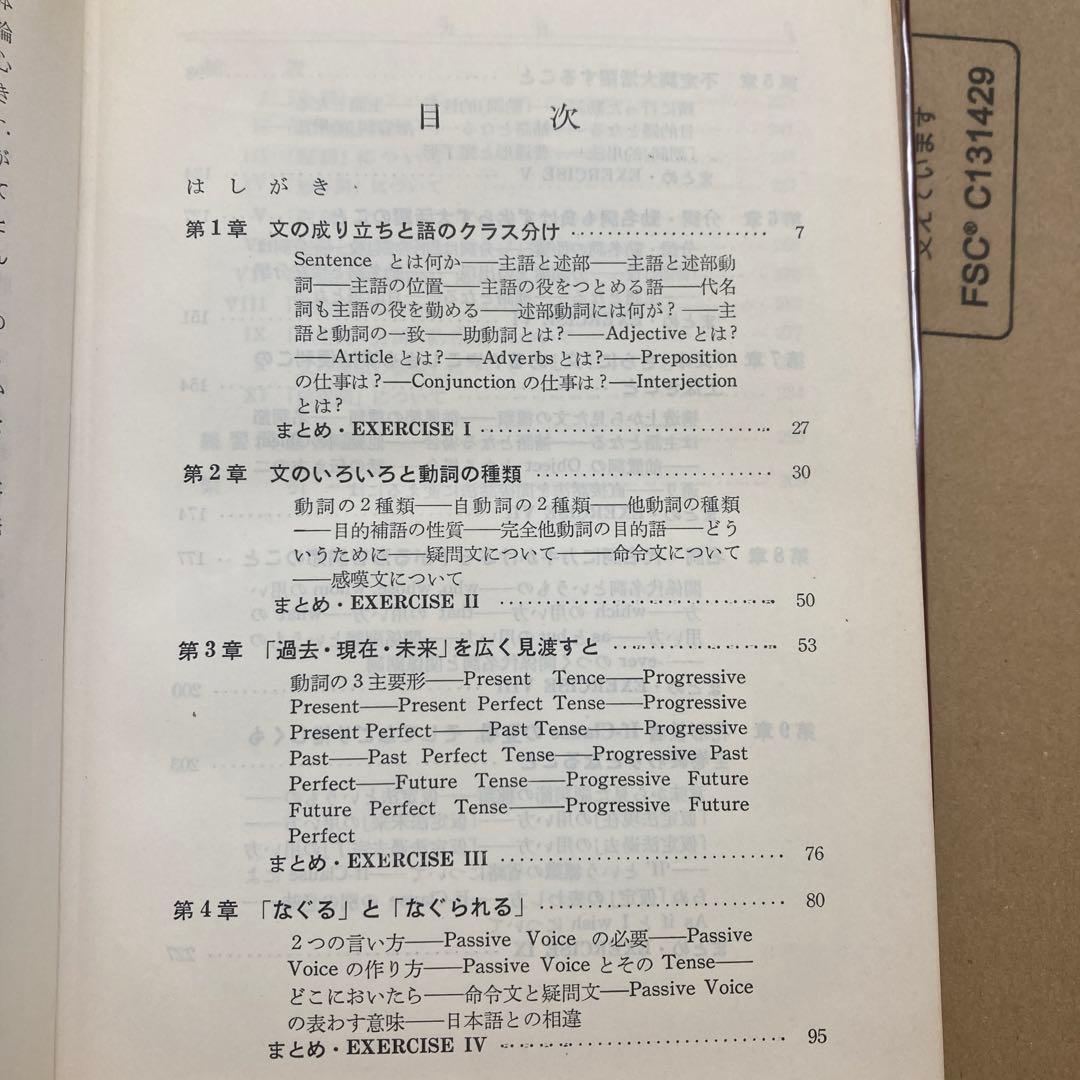 目次
はしがき
第1章 文の成り立ちと語のクラス分け 7
Sentence とは何か——主語と述部——主語と述部動
詞——主語の位置——主語の役をつとめる語——代名
詞も主語の役を勤める——述部動詞には何が？——主
語と動詞の一致——助動詞とは?——Adjective とは?
——Article とは?——Adverbs とは?——Preposition
の仕事は?——Conjunction の仕事は?——Interjection
とは?
まとめ・EXERCISE I 27
第2章 文のいろいろと動詞の種類 30
動詞の2種類——自動詞の2種類——他動詞の種類
——目的補語の性質——完全他動詞の目的語——どう
いうために——疑問文について——命令文について
——感嘆文について
まとめ・EXERCISE II 50
第3章 「過去・現在・未来」を広く見渡すと 53
動詞の3主要形——Present Tence——Progressive
Present——Present Perfect Tense——Progressive
Present Perfect——Past Tense——Progressive
Past——Past Perfect Tense——Progressive Past
Perfect——Future Tense——Progressive Future
Future Perfect Tense——Progressive Future
Perfect
まとめ・EXERCISE III 76
第4章 「なぐる」と「なぐられる」 80
2つの言い方——Passive Voice の必要——Passive
Voice の作り方——Passive Voice とその Tense——
どこにおいたら——命令文と疑問文——Passive Voice
の表わす意味——日本語との相違
まとめ・EXERCISE IV 95
支えています
FSC® C131429